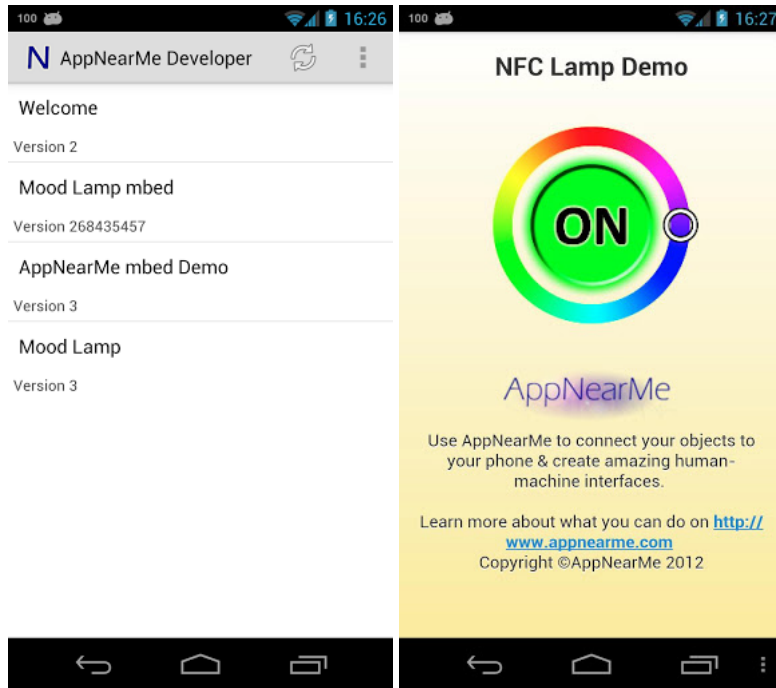 100
16:26
N AppNearMe Developer
Welcome
Version 2
Mood Lamp mbed
Version 268435457
AppNearMe mbed Demo
Version 3
Mood Lamp
Version 3
100
16:27
NFC Lamp Demo
ON
AppNearMe
Use AppNearMe to connect your objects to
your phone & create amazing human-
machine interfaces.
Learn more about what you can do on http://
www.appnearme.com
Copyright ©AppNearMe 2012